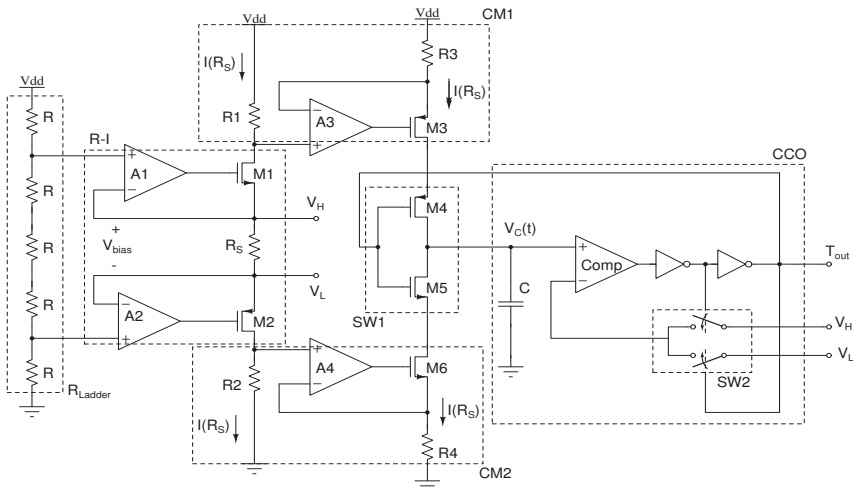 Vdd
CM1
Vdd
R3
I(RS)
I(RS)
Vdd
R1
A3
M3
R
R-I
R
A1
M1
CCO
VH
M4
VC(t)
Tout
R
Vbias
RS
Comp
VL
M5
C
R
A2
M2
SW1
VH
VL
R
RLadder
R2
A4
M6
SW2
I(RS)
I(RS)
R4
CM2
+
−
+
−
+
-
−
+
+
−
+
−
+
−